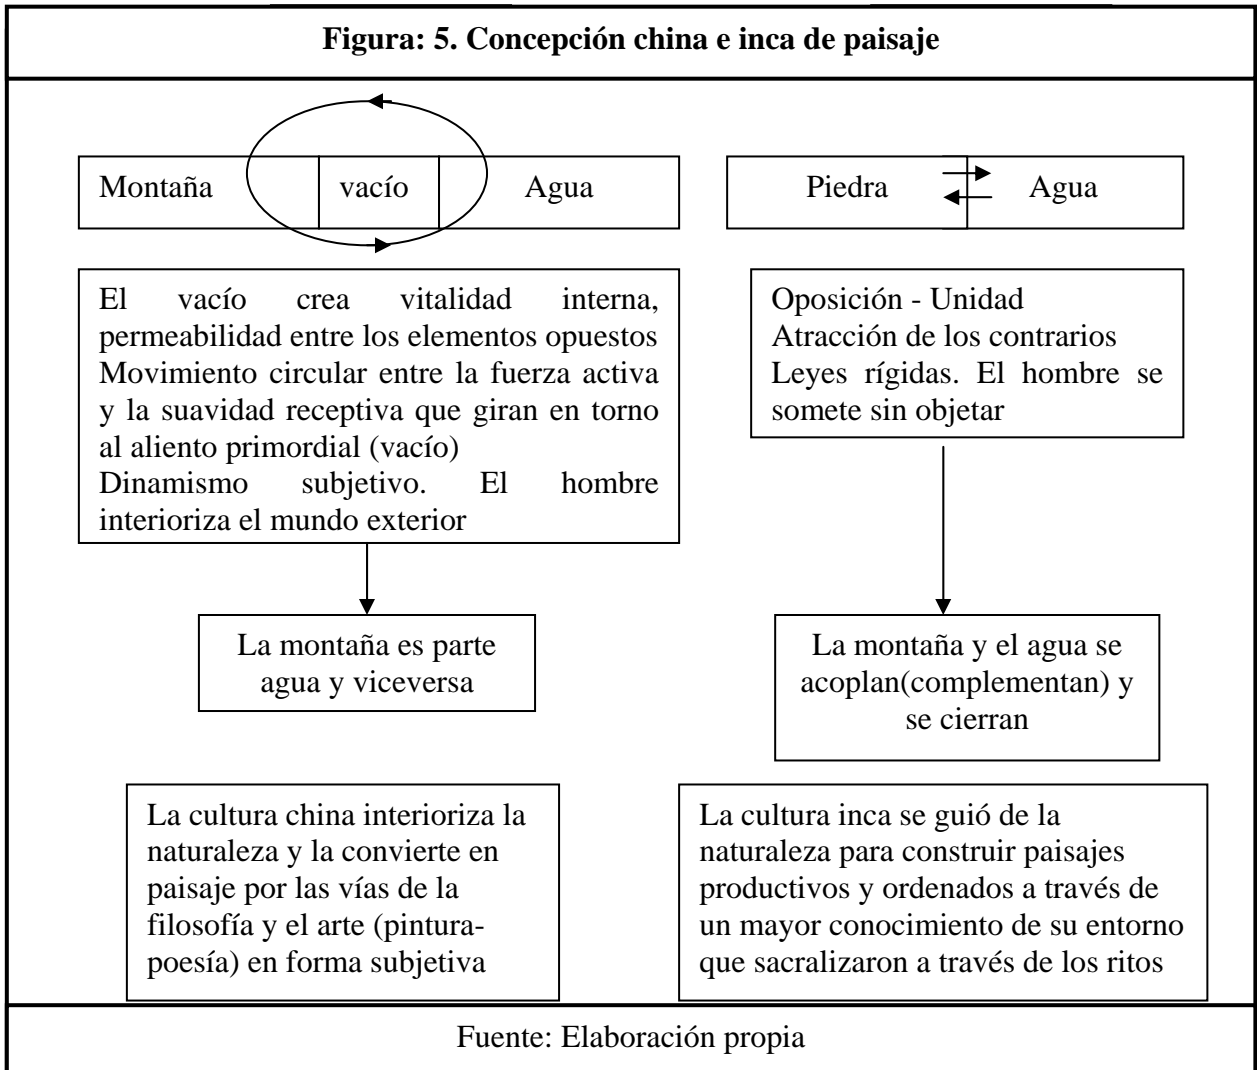 Figura: 5. Concepción china e inca de paisaje
Montaña
vacío
Agua
Piedra
Agua
El vacío crea vitalidad interna,
permeabilidad entre los elementos opuestos
Movimiento circular entre la fuerza activa
y la suavidad receptiva que giran en torno
al aliento primordial (vacío)
Dinamismo subjetivo. El hombre
interioriza el mundo exterior
Oposición - Unidad
Atracción de los contrarios
Leyes rígidas. El hombre se
somete sin objetar
La montaña es parte
agua y viceversa
La montaña y el agua se
acoplan(complementan) y
se cierran
La cultura china interioriza la
naturaleza y la convierte en
paisaje por las vías de la
filosofía y el arte (pintura-
poesía) en forma subjetiva
La cultura inca se guió de la
naturaleza para construir paisajes
productivos y ordenados a través de
un mayor conocimiento de su entorno
que sacralizaron a través de los ritos
Fuente: Elaboración propia